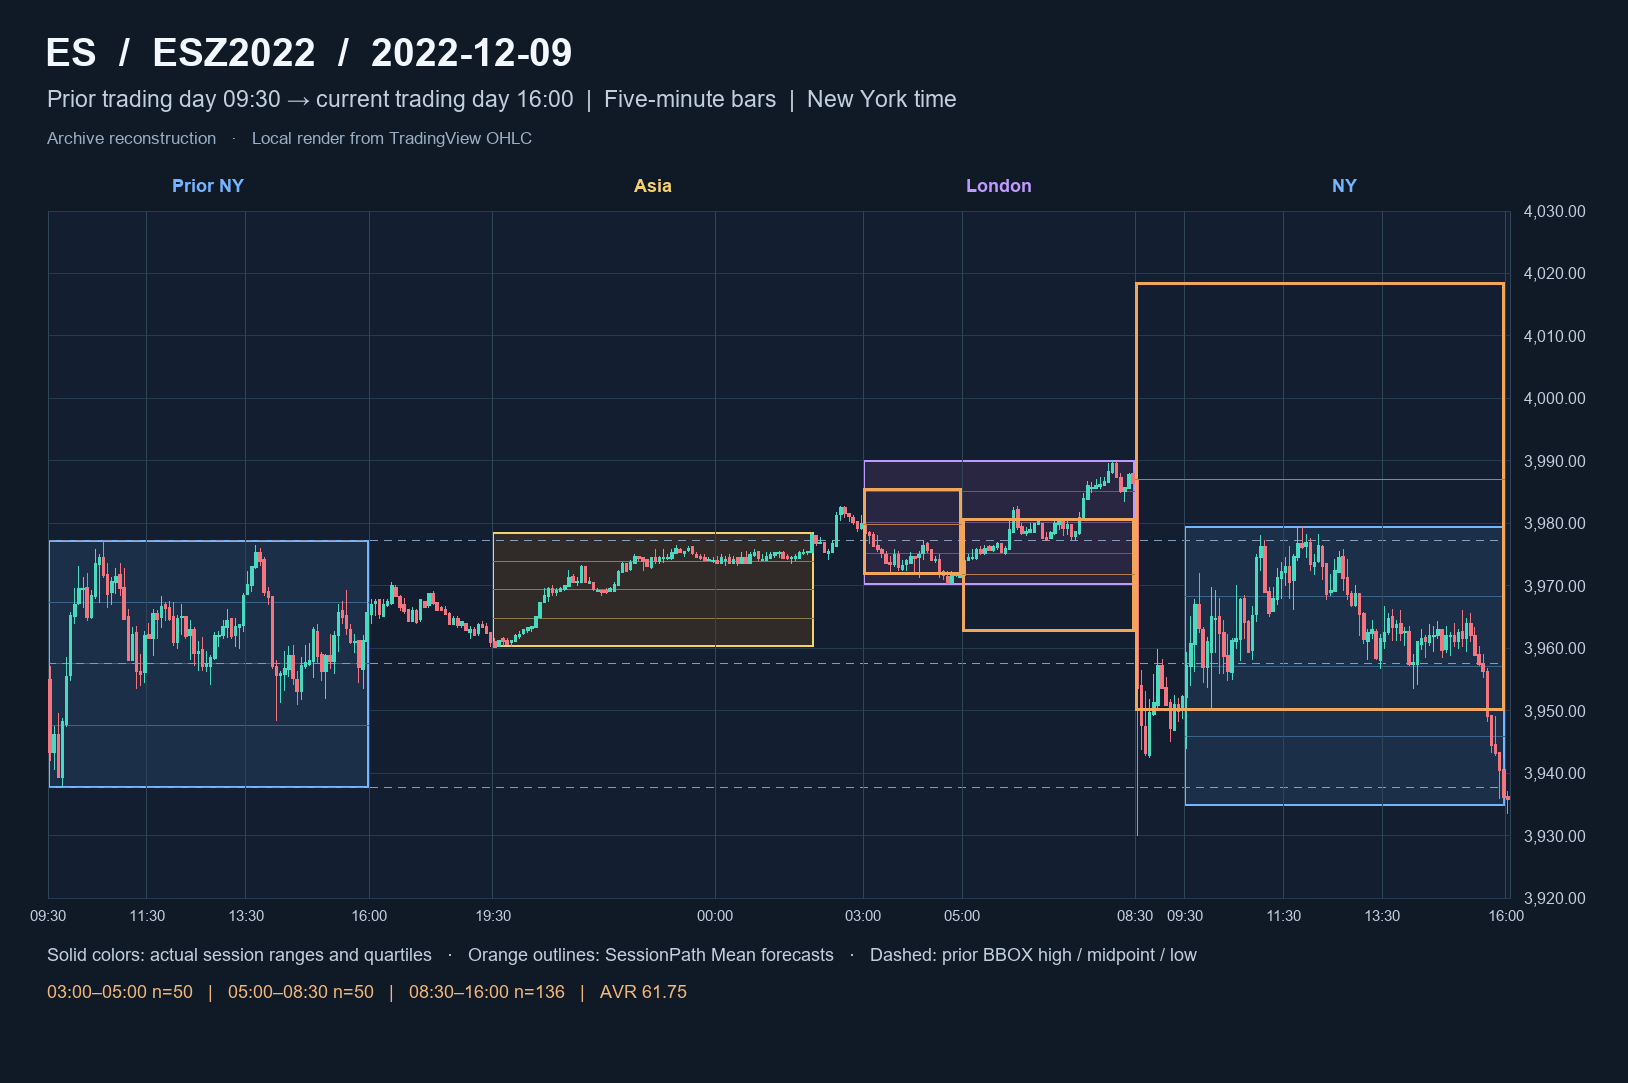 ES / ESZ2022 / 2022-12-09
Prior trading day 09:30 → current trading day 16:00 | Five-minute bars | New York time
Archive reconstruction · Local render from TradingView OHLC
Prior NY Asia London NY
4,030.00
4,020.00
4,010.00
4,000.00
3,990.00
3,980.00
3,970.00
3,960.00
3,950.00
3,940.00
3,930.00
3,920.00
09:30 11:30 13:30 16:00 19:30 00:00 03:00 05:00 08:30 09:30 11:30 13:30 16:00
Solid colors: actual session ranges and quartiles · Orange outlines: SessionPath Mean forecasts · Dashed: prior BBOX high / midpoint / low
03:00–05:00 n=50 | 05:00–08:30 n=50 | 08:30–16:00 n=136 | AVR 61.75